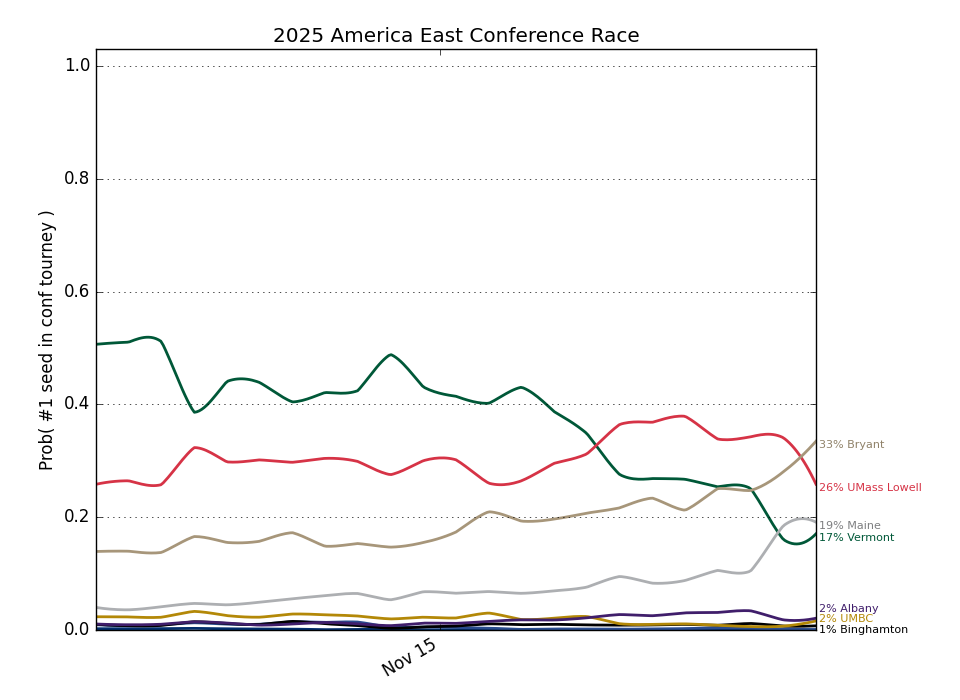 2025 America East Conference Race
Prob( #1 seed in conf tourney )
1.0
0.8
0.6
0.4
0.2
0.0
Nov 15
33% Bryant
26% UMass Lowell
19% Maine
17% Vermont
2% Albany
2% UMBC
1% Binghamton